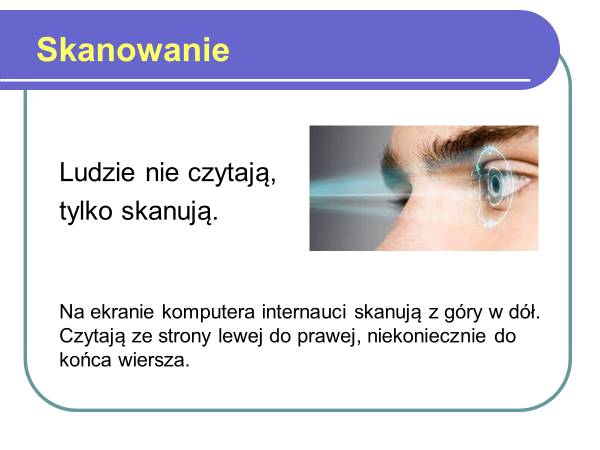 Skanowanie
Ludzie nie czytają,
tylko skanują.
Na ekranie komputera internauci skanują z góry w dół.
Czytają ze strony lewej do prawej, niekoniecznie do
końca wiersza.